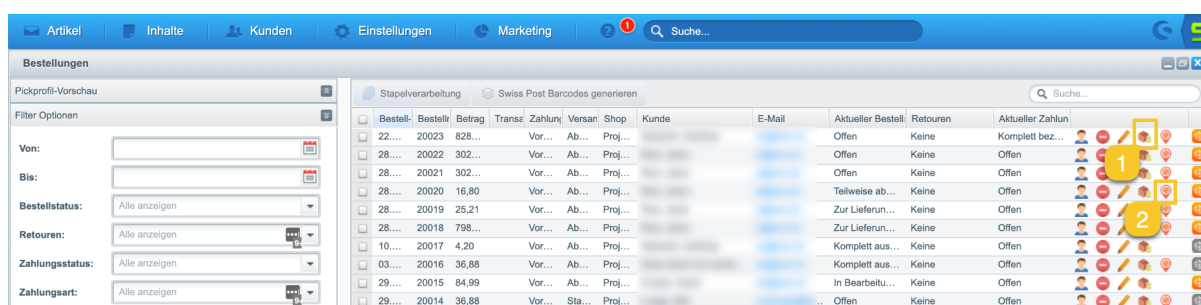 Artikel Inhalte Kunden Einstellungen Marketing 1 Suche...
Bestellungen
Pickprofil-Vorschau
Stapelverarbeitung Swiss Post Barcodes generieren Suche...
Filter Optionen
Bestell- Bestellr Betrag Transa Zahlung Versan Shop Kunde E-Mail Aktueller Bestell Retouren Aktueller Zahlun
Von:
Bis:
Bestellstatus: Alle anzeigen
Retouren: Alle anzeigen
Zahlungsstatus: Alle anzeigen
Zahlungsart: Alle anzeigen
22.... 20023 828... Vor... Ab... Proj... Offen Keine Komplett bez...
28.... 20022 302... Vor... Ab... Proj... Offen Keine Offen
28.... 20021 302... Vor... Ab... Proj... Offen Keine Offen
28.... 20020 16,80 Vor... Ab... Proj... Teilweise ab... Keine Offen
28.... 20019 25,21 Vor... Ab... Proj... Zur Lieferun... Keine Offen
28.... 20018 798... Vor... Ab... Proj... Zur Lieferun... Keine Offen
10.... 20017 4,20 Vor... Ab... Proj... Komplett aus... Keine Offen
03.... 20016 36,88 Vor... Ab... Proj... Komplett aus... Keine Offen
29.... 20015 84,99 Vor... Ab... Proj... In Bearbeitu... Keine Offen
29.... 20014 36,88 Vor... Sta... Proj... Offen Keine Offen
1
2